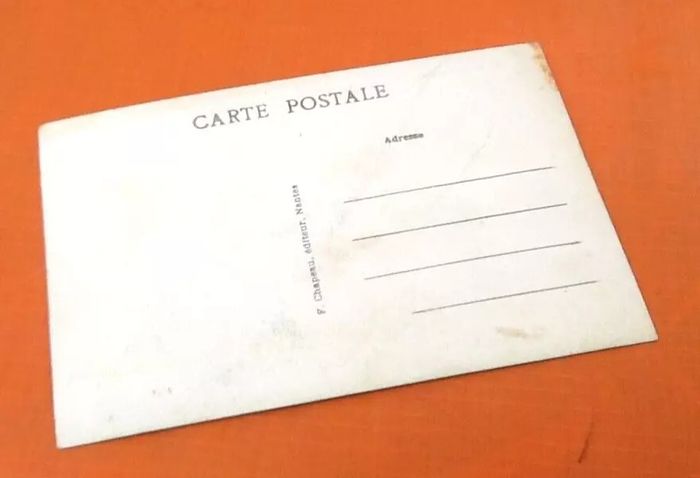 CARTE POSTALE
Adresse
F. Chapeau, éditeur, Nantes